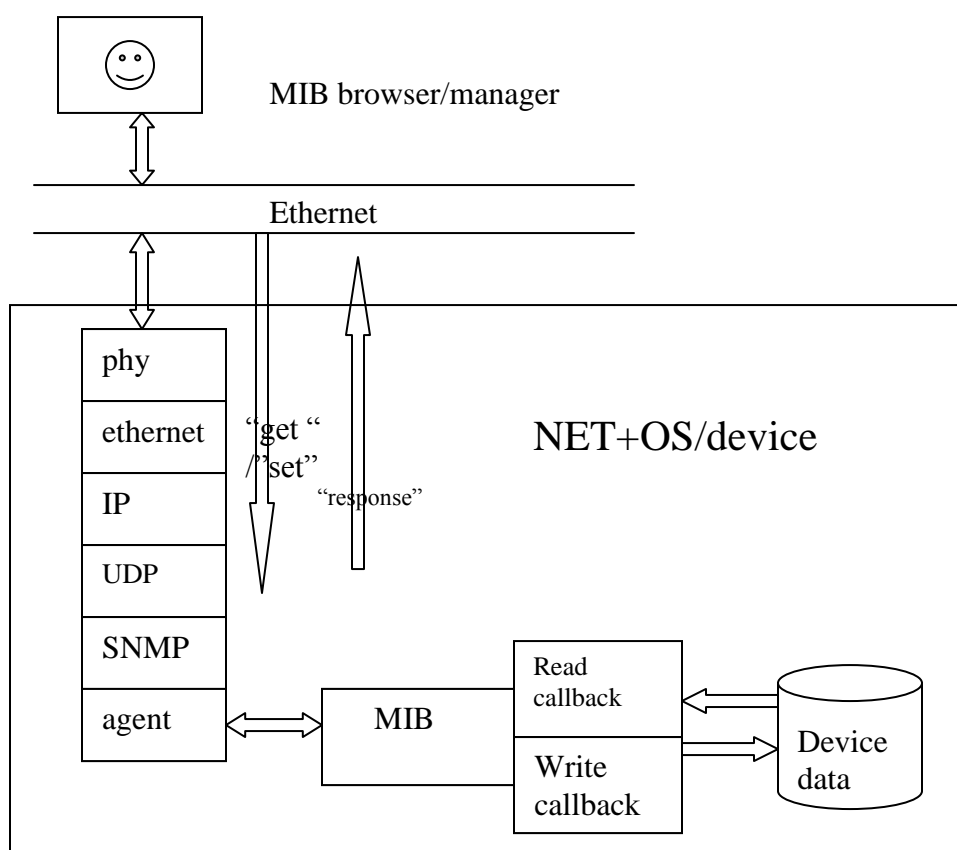 MIB browser/manager
Ethernet
phy
ethernet
IP
UDP
SNMP
agent
“get “
/”set”
“response”
NET+OS/device
MIB
Read
callback
Write
callback
Device
data